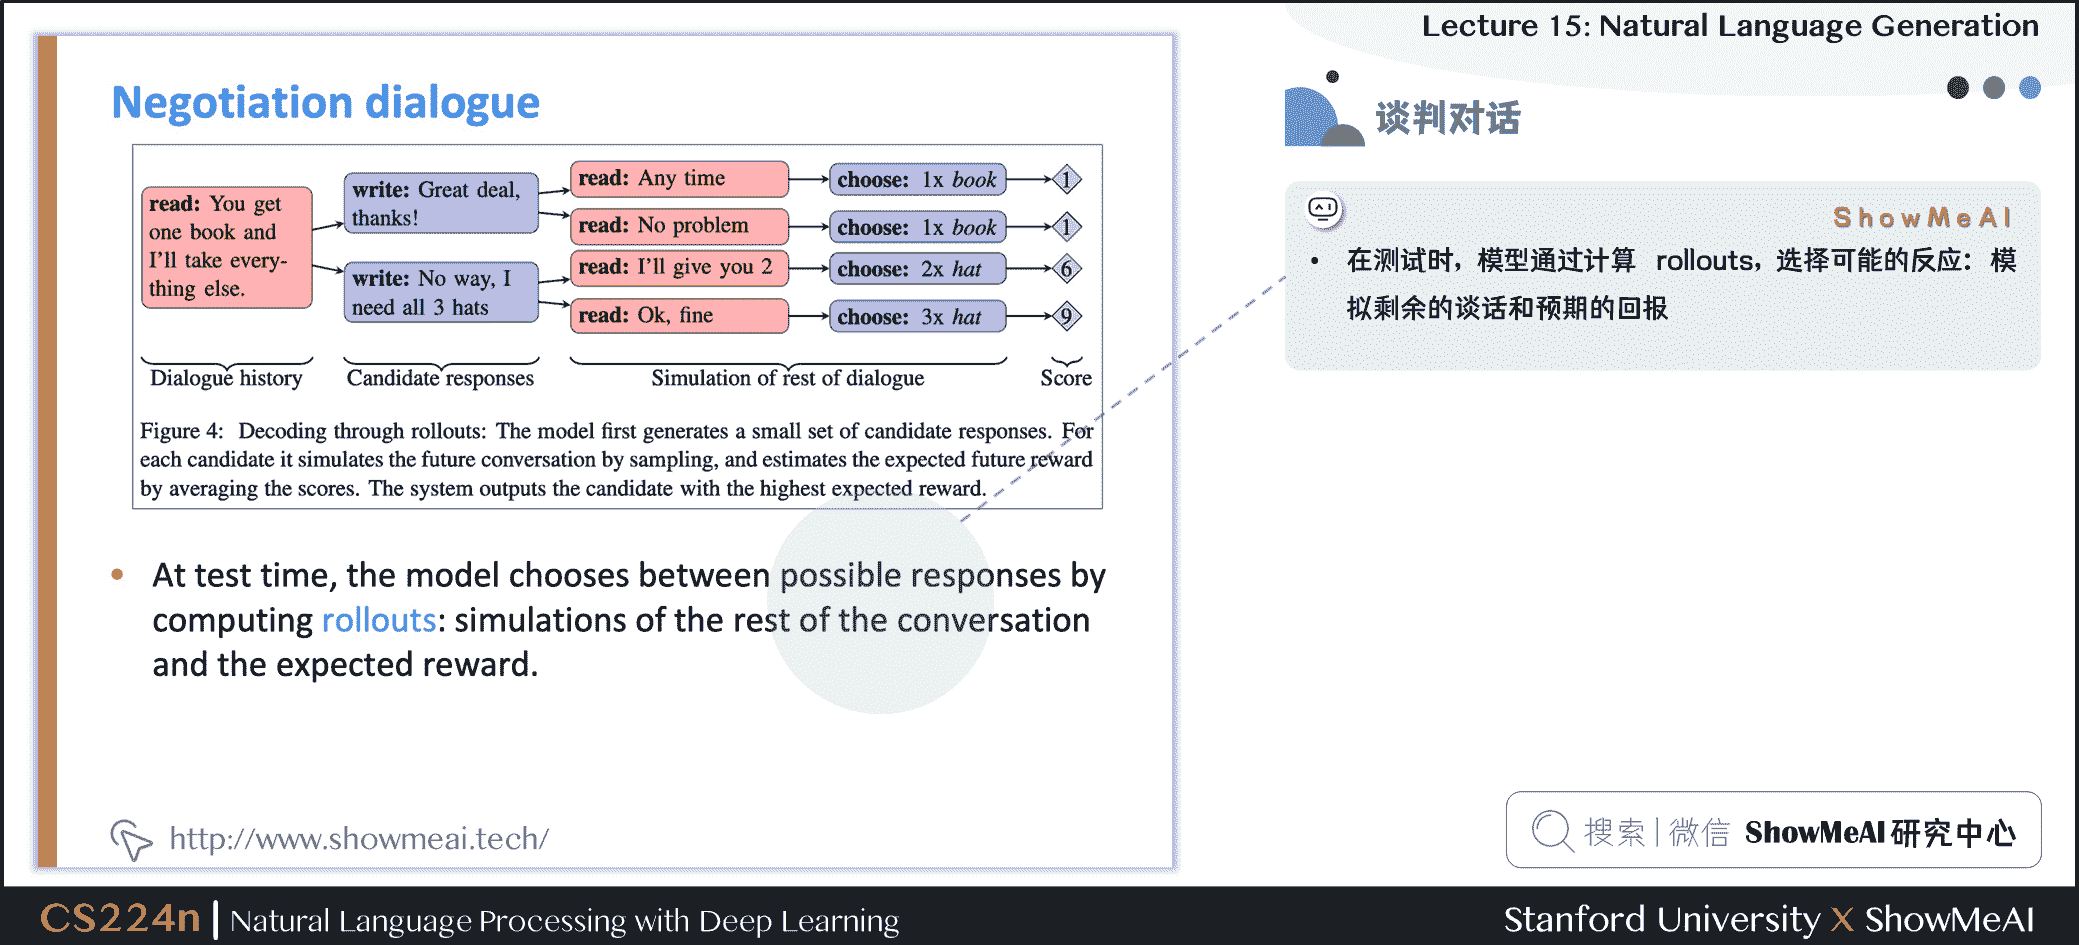 Lecture 15: Natural Language Generation
Negotiation dialogue
read: You get
one book and
I'll take every-
thing else.
write: Great deal,
thanks!
write: No way, I
need all 3 hats
read: Any time
choose: 1x book
1
read: No problem
choose: 1x book
1
read: I'll give you 2
choose: 2x hat
6
read: Ok, fine
choose: 3x hat
9
Dialogue history
Candidate responses
Simulation of rest of dialogue
Score
Figure 4: Decoding through rollouts: The model first generates a small set of candidate responses. For
each candidate it simulates the future conversation by sampling, and estimates the expected future reward
by averaging the scores. The system outputs the candidate with the highest expected reward.
• At test time, the model chooses between possible responses by
computing rollouts: simulations of the rest of the conversation
and the expected reward.
http://www.showmeai.tech/
谈判对话
ShowMeAI
• 在测试时，模型通过计算 rollouts，选择可能的反应：模
拟剩余的谈话和预期的回报
搜索|微信 ShowMeAI研究中心
CS224n | Natural Language Processing with Deep Learning
Stanford University X ShowMeAI